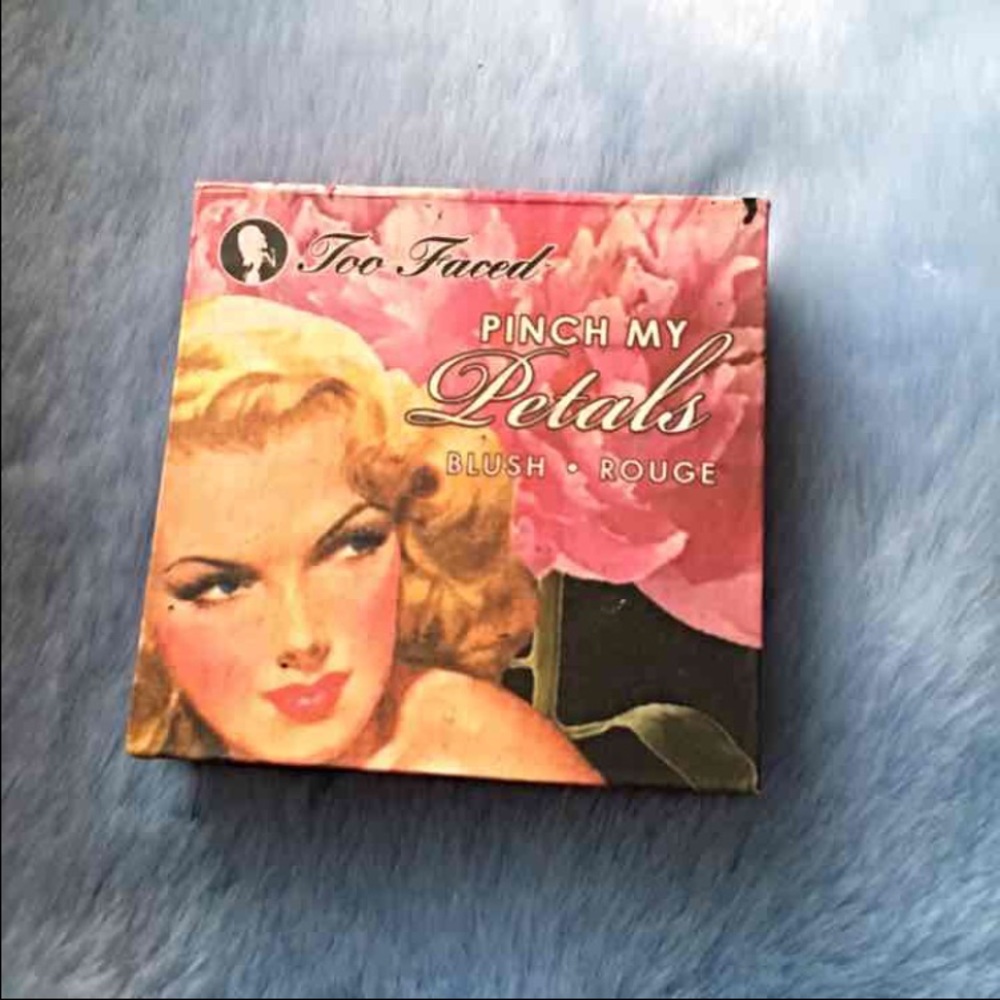 Too Faced
PINCH MY
Petals
BLUSH • ROUGE